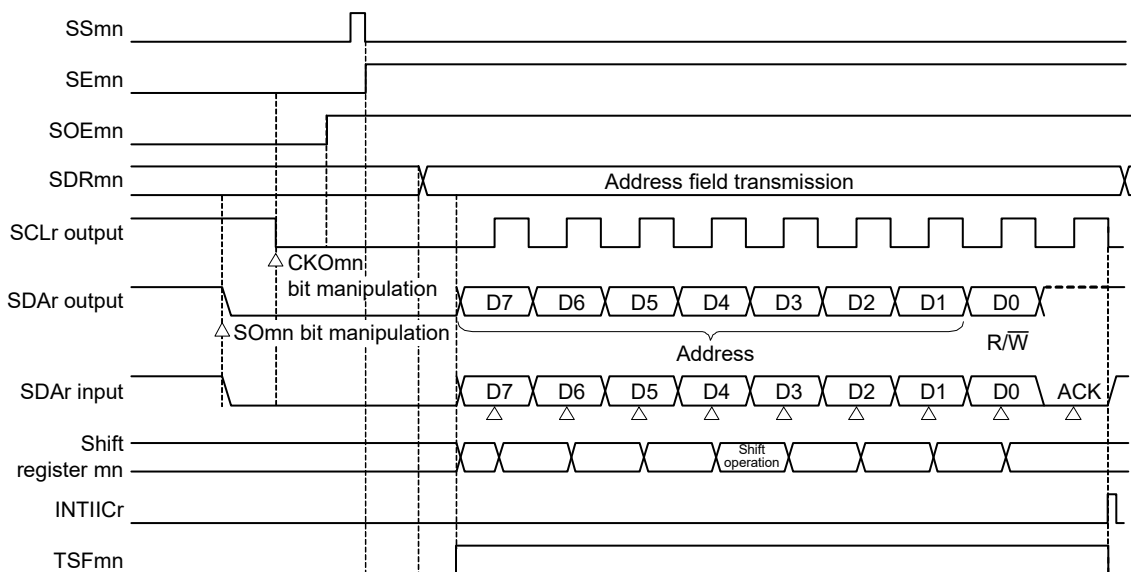 SSmn
SEmn
SOEmn
SDRmn
Address field transmission
SCLr output
CKOmn
bit manipulation
SDAr output
D7 D6 D5 D4 D3 D2 D1 D0
SOmn bit manipulation
Address
R/W̅
SDAr input
D7 D6 D5 D4 D3 D2 D1 D0 ACK
Shift
register mn
Shift
operation
INTIICr
TSFmn